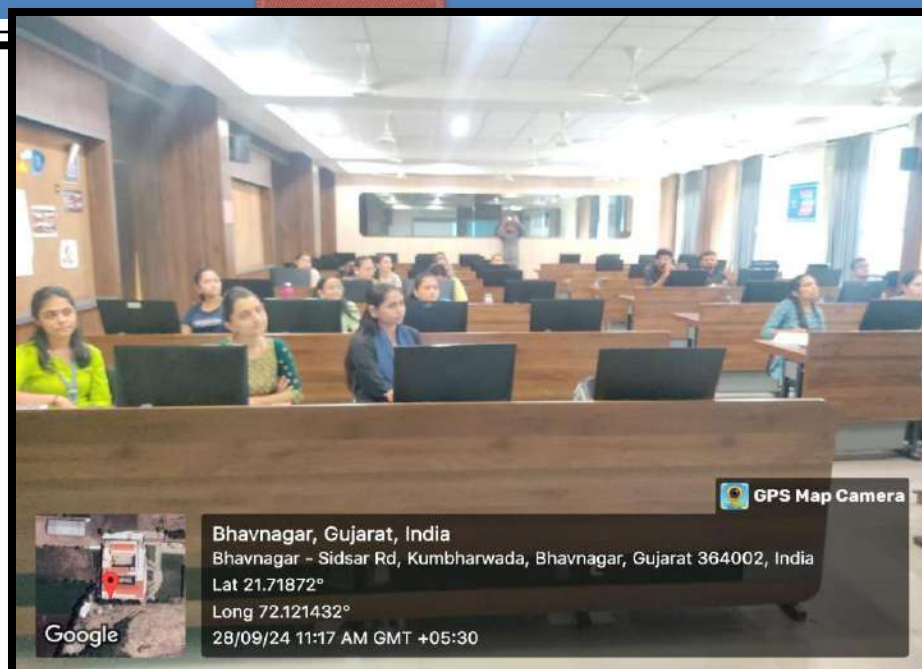 GPS Map Camera
Bhavnagar, Gujarat, India
Bhavnagar - Sidsar Rd, Kumbharwada, Bhavnagar, Gujarat 364002, India
Lat 21.71872°
Long 72.121432°
28/09/24 11:17 AM GMT +05:30
Google